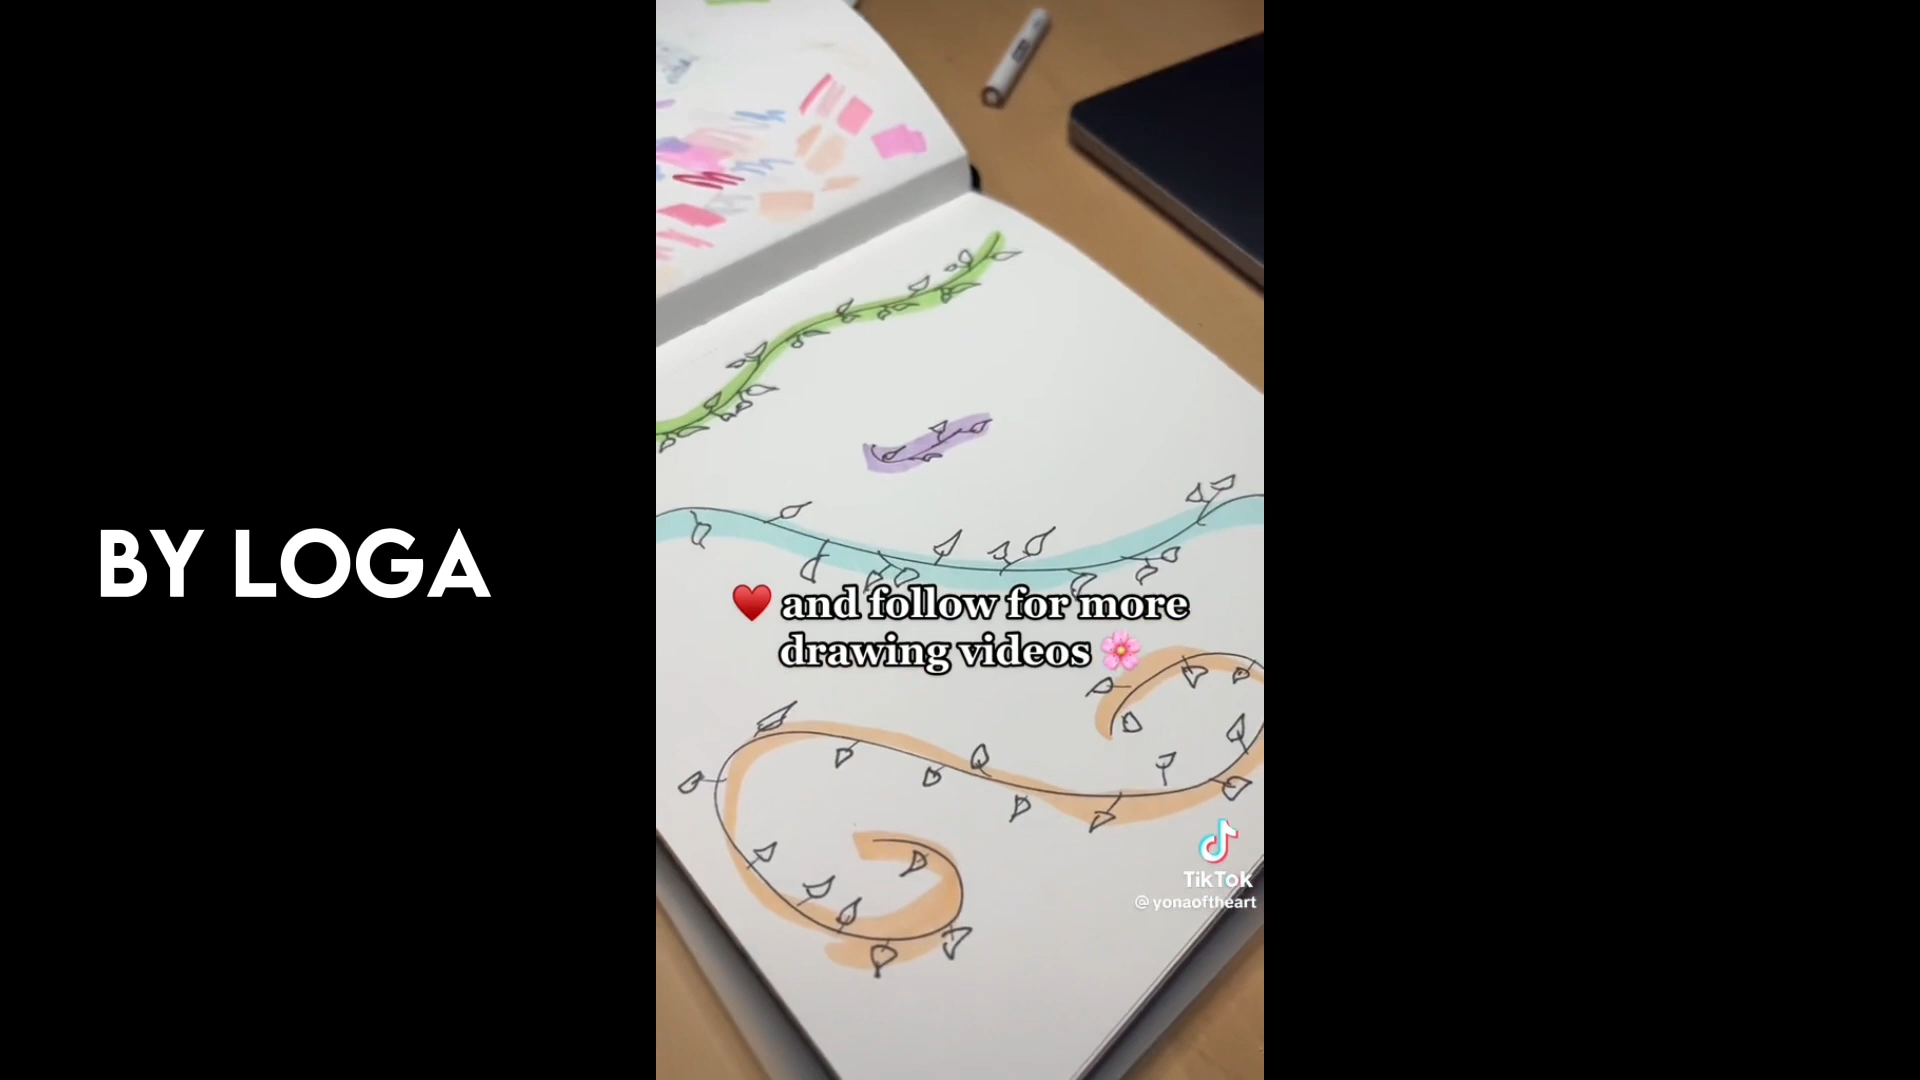 BY LOGA
♥️ and follow for more
drawing videos 🌸
TikTok
@yonaoftheart